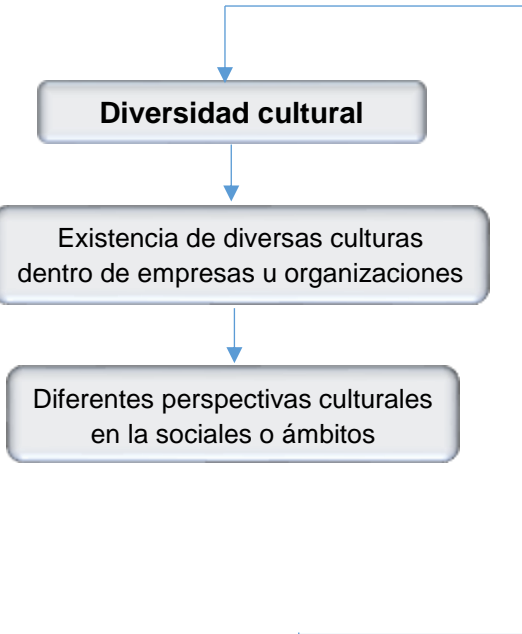 Diversidad cultural
Existencia de diversas culturas
dentro de empresas u organizaciones
Diferentes perspectivas culturales
en la sociales o ámbitos